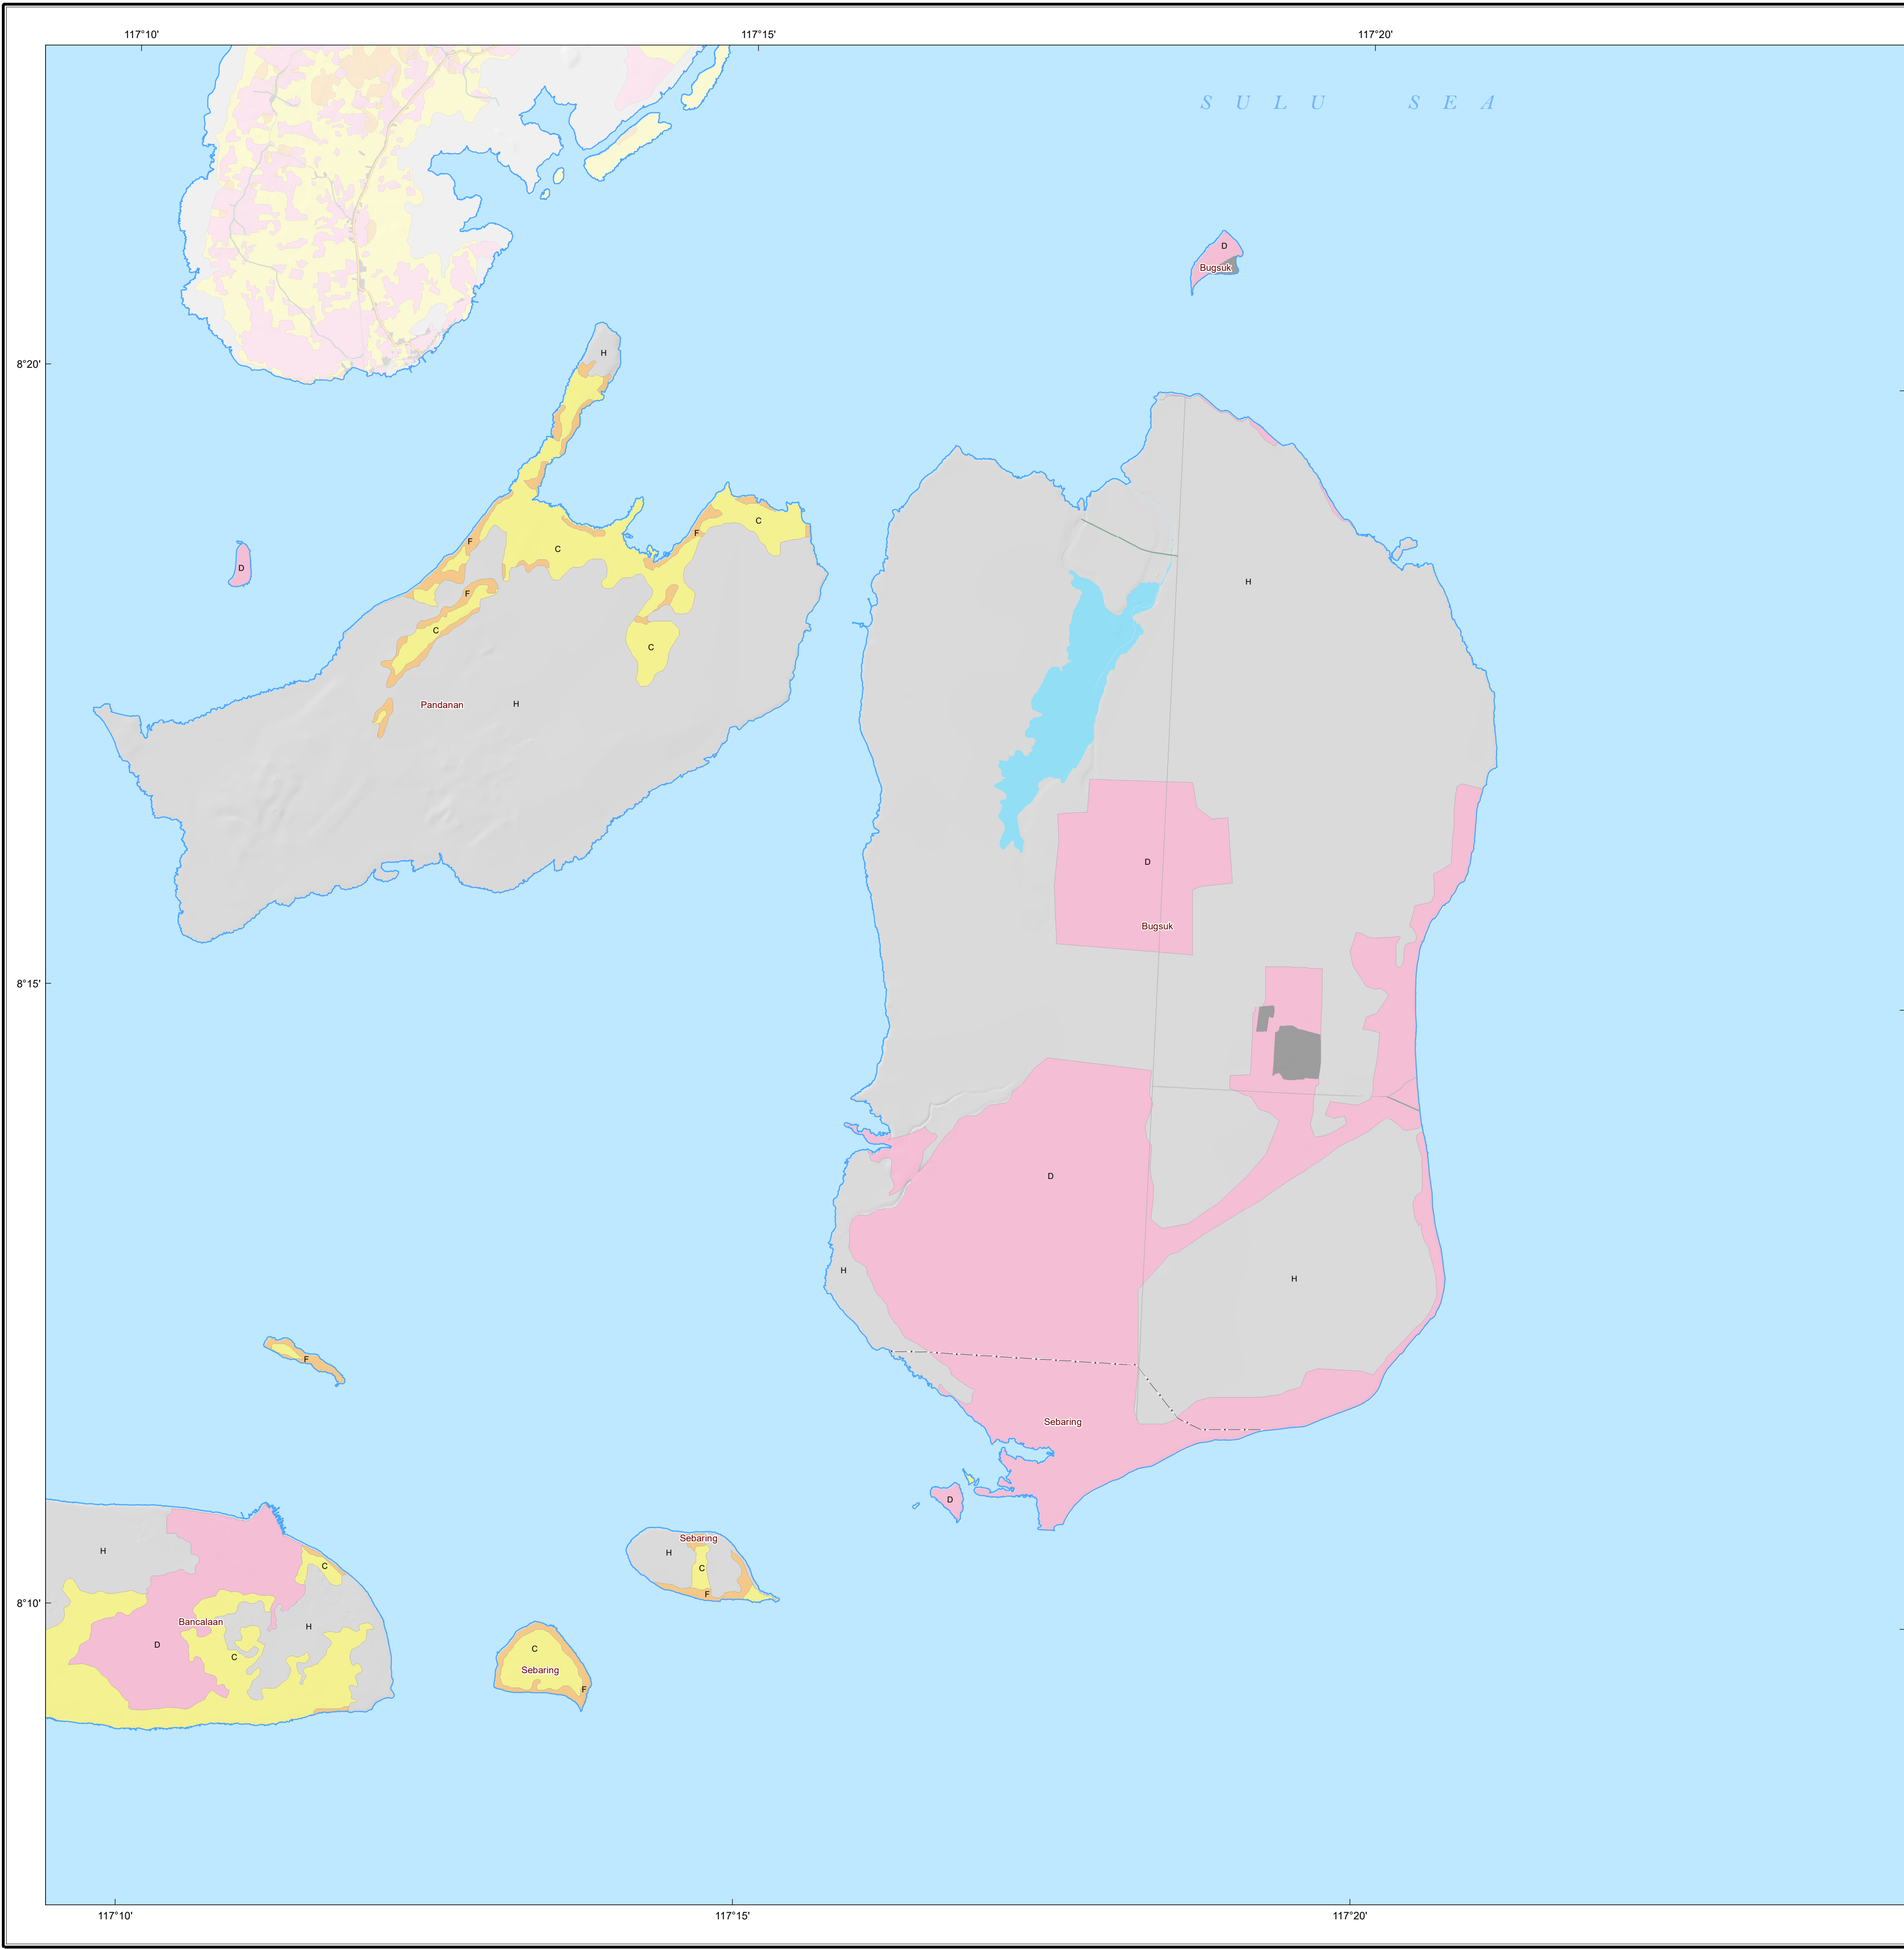 117°10' 117°15' 117°20'
S U L U S E A
D
Bugsuk
H
8°20'
C
F
F
C
D
H
F
C
C
Pandanan H
D
Bugsuk
8°15'
D
H
H
F
Sebaring
D
Sebaring
H
H
C
C
F
8°10'
Bancalaan
H
D
C
C
Sebaring
F
117°10' 117°15' 117°20'